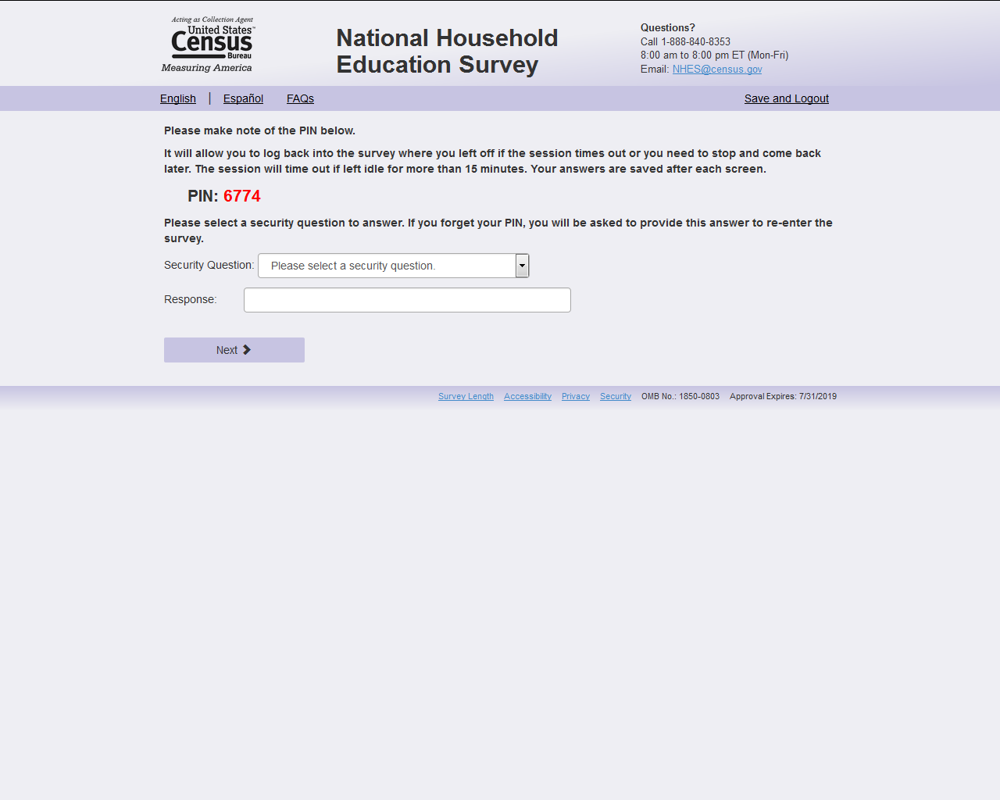 Acting as Collection Agent
United States™
Census
Bureau
Measuring America
National Household
Education Survey
Questions?
Call 1-888-840-8353
8:00 am to 8:00 pm ET (Mon-Fri)
Email: NHES@census.gov
English | Español FAQs Save and Logout
Please make note of the PIN below.
It will allow you to log back into the survey where you left off if the session times out or you need to stop and come back
later. The session will time out if left idle for more than 15 minutes. Your answers are saved after each screen.
PIN: 6774
Please select a security question to answer. If you forget your PIN, you will be asked to provide this answer to re-enter the
survey.
Security Question: Please select a security question.
Response:
Next
Survey Length Accessibility Privacy Security OMB No.: 1850-0803 Approval Expires: 7/31/2019